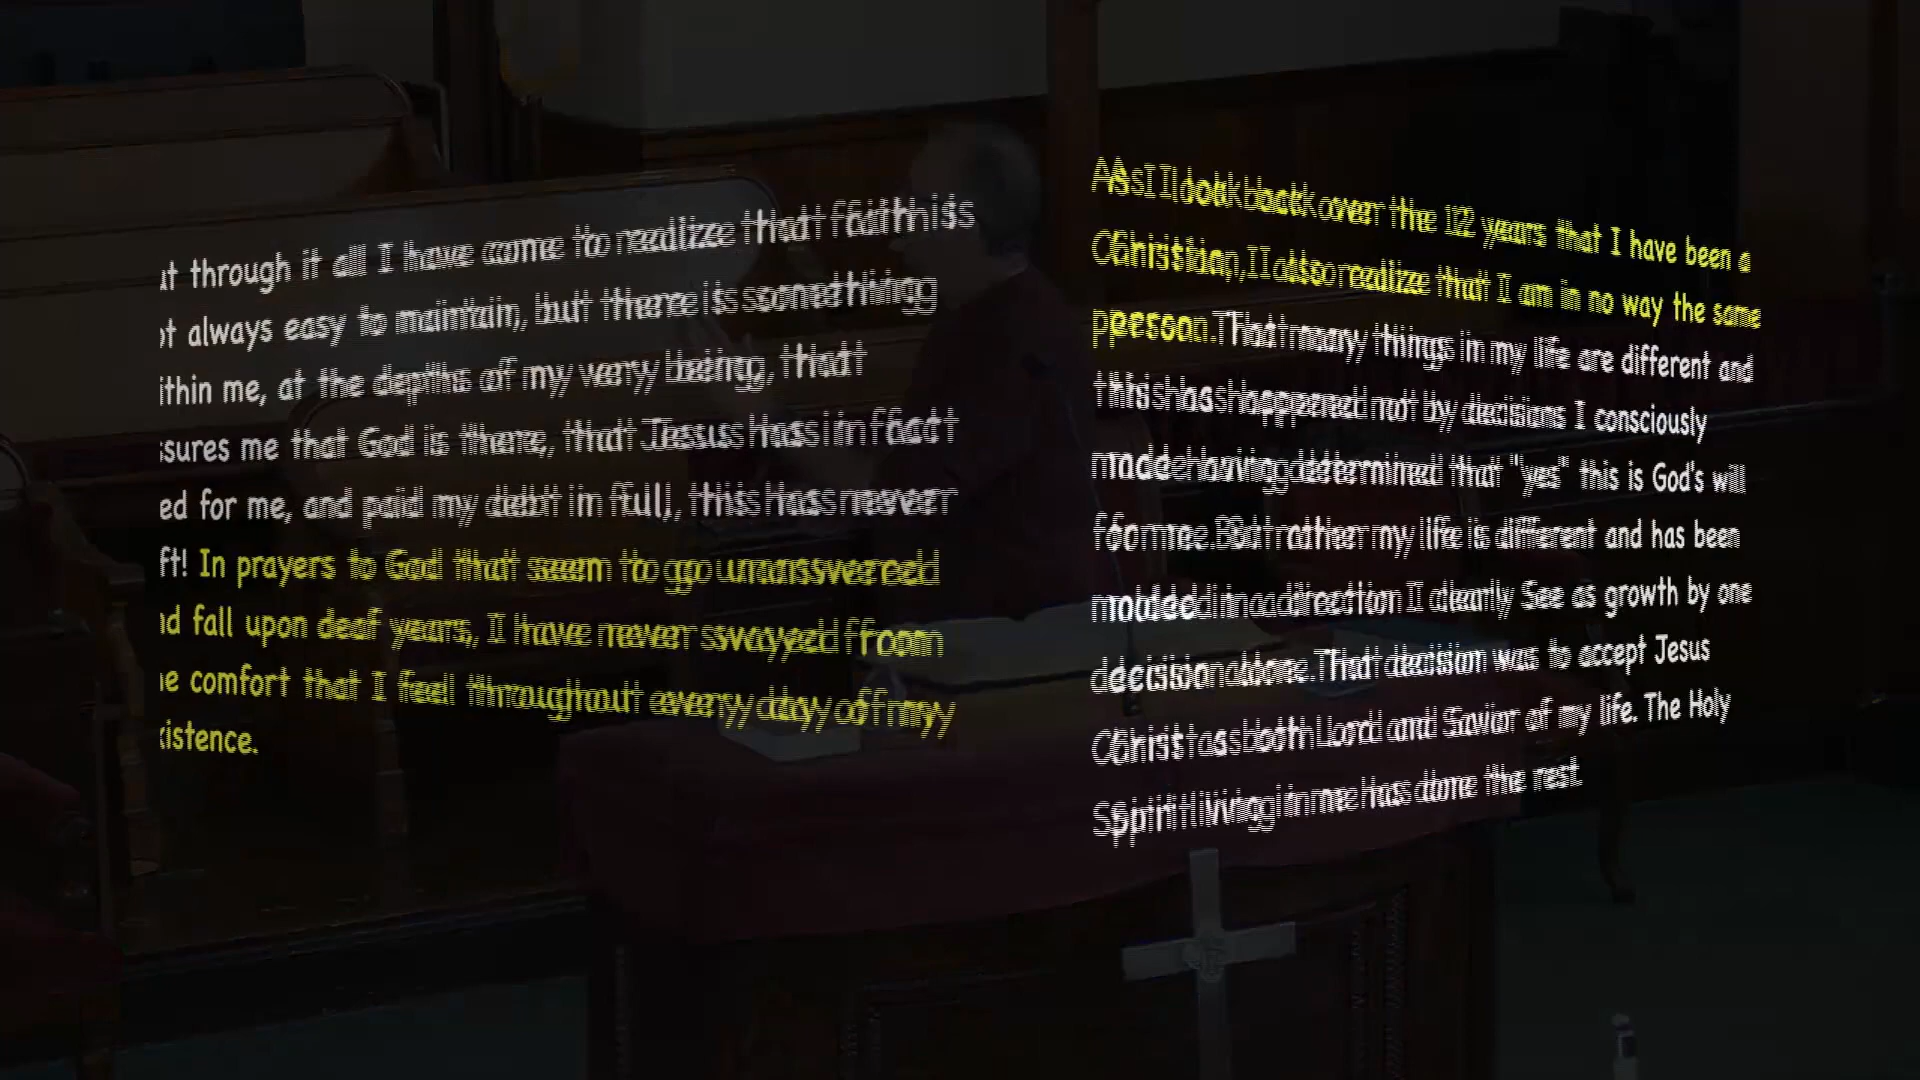 t through it all I have come to realize that faith is
t always easy to maintain, but there is something
ithin me, at the depths of my very being, that
sures me that God is there, that Jesus has in fact
ed for me, and paid my debt in full, this has never
ft! In prayers to God that seem to go unanswered
d fall upon deaf years, I have never swayed from
e comfort that I feel throughout every day of my
xistence.
As I look back over the 12 years that I have been a
Christian, I also realize that I am in no way the same
person. That many things in my life are different and
this has happened not by decisions I consciously
made having determined that "yes" this is God's will
for me. But rather my life is different and has been
molded in a direction I clearly See as growth by one
decision alone. That decision was to accept Jesus
Christ as both Lord and Savior of my life. The Holy
Spirit living in me has done the rest.